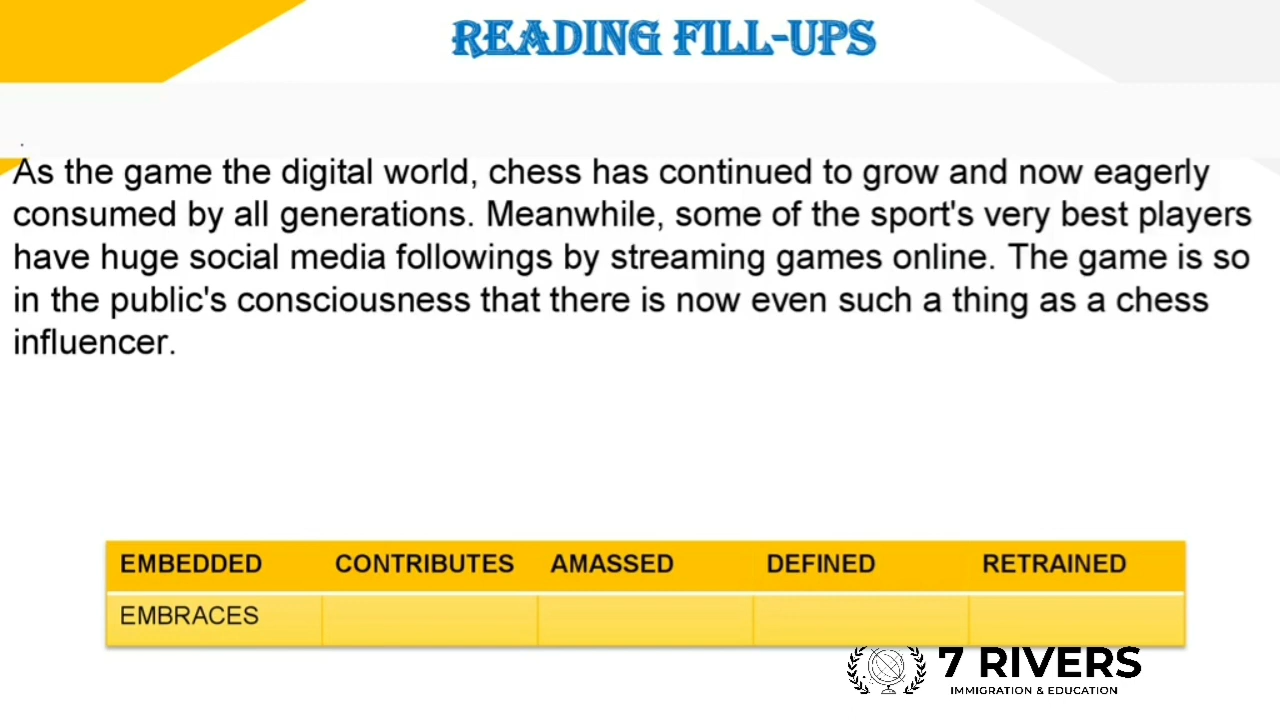 READING FILL-UPS
As the game the digital world, chess has continued to grow and now eagerly
consumed by all generations. Meanwhile, some of the sport's very best players
have huge social media followings by streaming games online. The game is so
in the public's consciousness that there is now even such a thing as a chess
influencer.
EMBEDDED CONTRIBUTES AMASSED DEFINED RETRAINED
EMBRACES
7 RIVERS
IMMIGRATION & EDUCATION